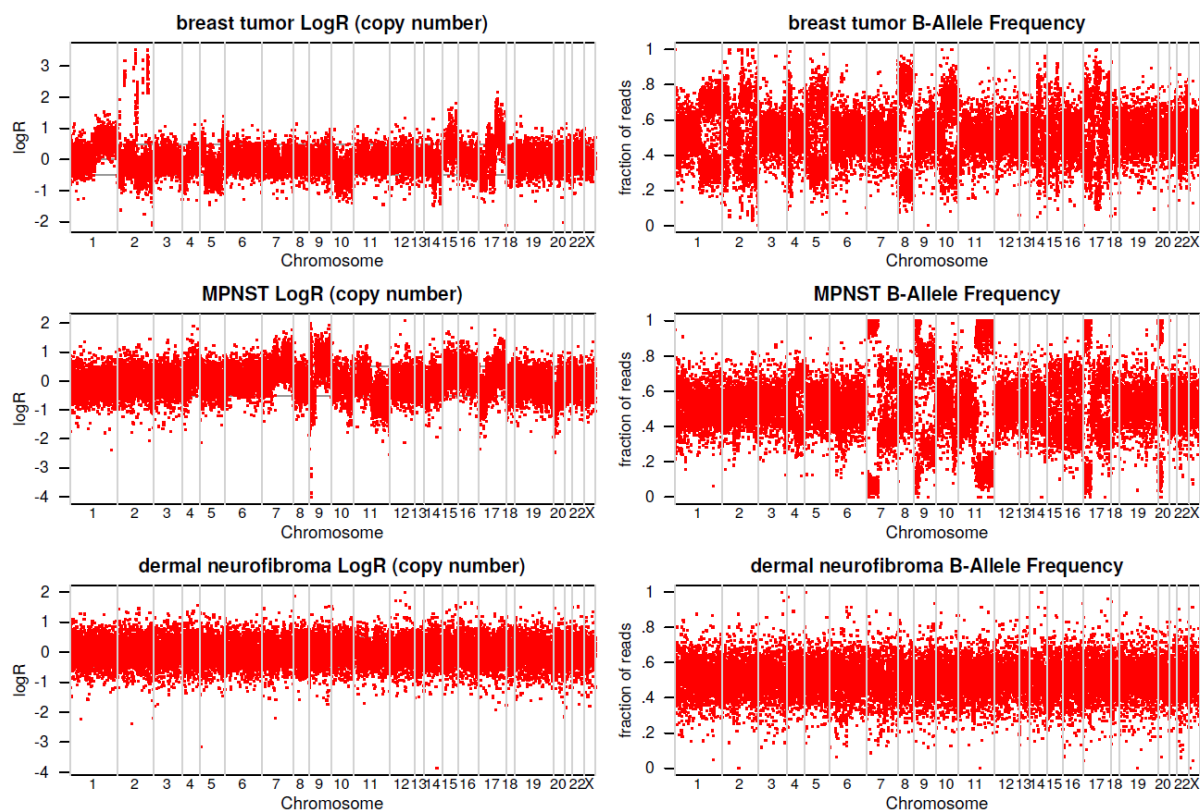 breast tumor LogR (copy number)
logR
3
2
1
0
-1
-2
1 2 3 4 5 6 7 8 9 10 11 12 13 14 15 16 17 18 19 20 22 X
Chromosome
breast tumor B-Allele Frequency
fraction of reads
1
.8
.6
.4
.2
0
1 2 3 4 5 6 7 8 9 10 11 12 13 14 15 16 17 18 19 20 22 X
Chromosome
MPNST LogR (copy number)
logR
2
1
0
-1
-2
-3
-4
1 2 3 4 5 6 7 8 9 10 11 12 13 14 15 16 17 18 19 20 22 X
Chromosome
MPNST B-Allele Frequency
fraction of reads
1
.8
.6
.4
.2
0
1 2 3 4 5 6 7 8 9 10 11 12 13 14 15 16 17 18 19 20 22 X
Chromosome
dermal neurofibroma LogR (copy number)
logR
2
1
0
-1
-2
-3
-4
1 2 3 4 5 6 7 8 9 10 11 12 13 14 15 16 17 18 19 20 22 X
Chromosome
dermal neurofibroma B-Allele Frequency
fraction of reads
1
.8
.6
.4
.2
0
1 2 3 4 5 6 7 8 9 10 11 12 13 14 15 16 17 18 19 20 22 X
Chromosome